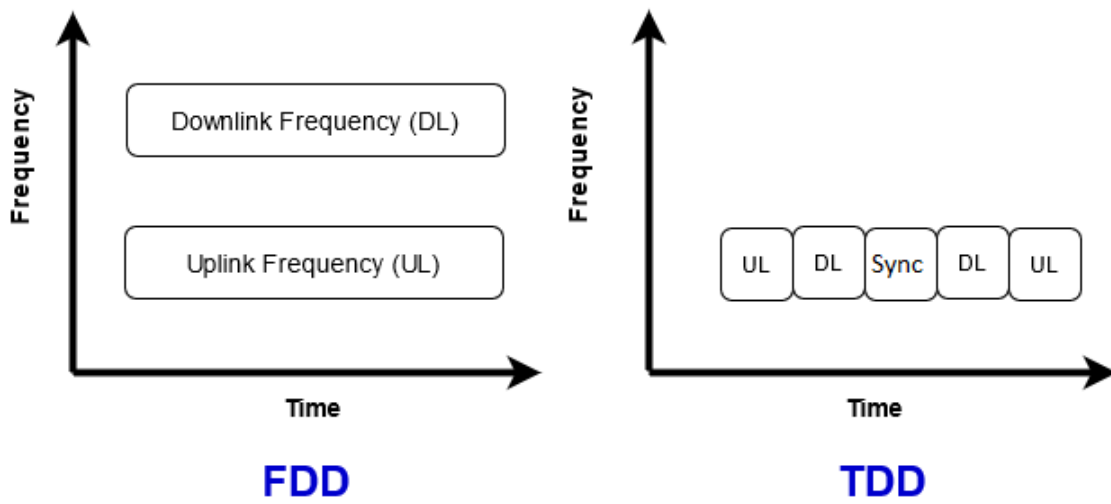 Frequency
Downlink Frequency (DL)
Uplink Frequency (UL)
Time
FDD
Frequency
UL DL Sync DL UL
Time
TDD